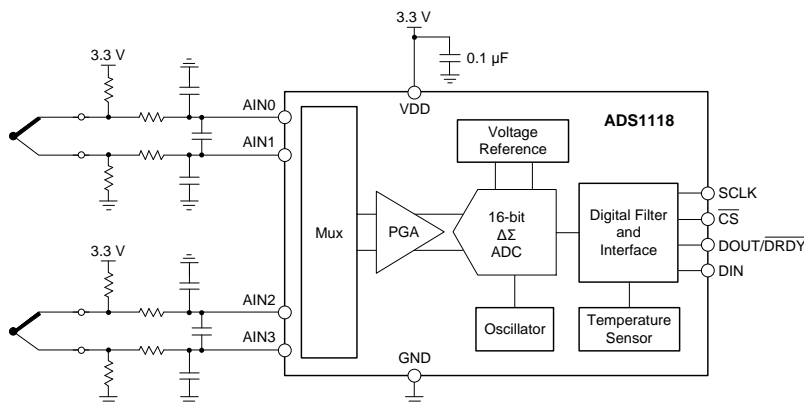 3.3 V
3.3 V
0.1 µF
AIN0
VDD
ADS1118
AIN1
Voltage
Reference
SCLK
Mux
PGA
16-bit
ΔΣ
ADC
Digital Filter
and
Interface
CS
DOUT/DRDY
DIN
3.3 V
AIN2
Oscillator
Temperature
Sensor
AIN3
GND